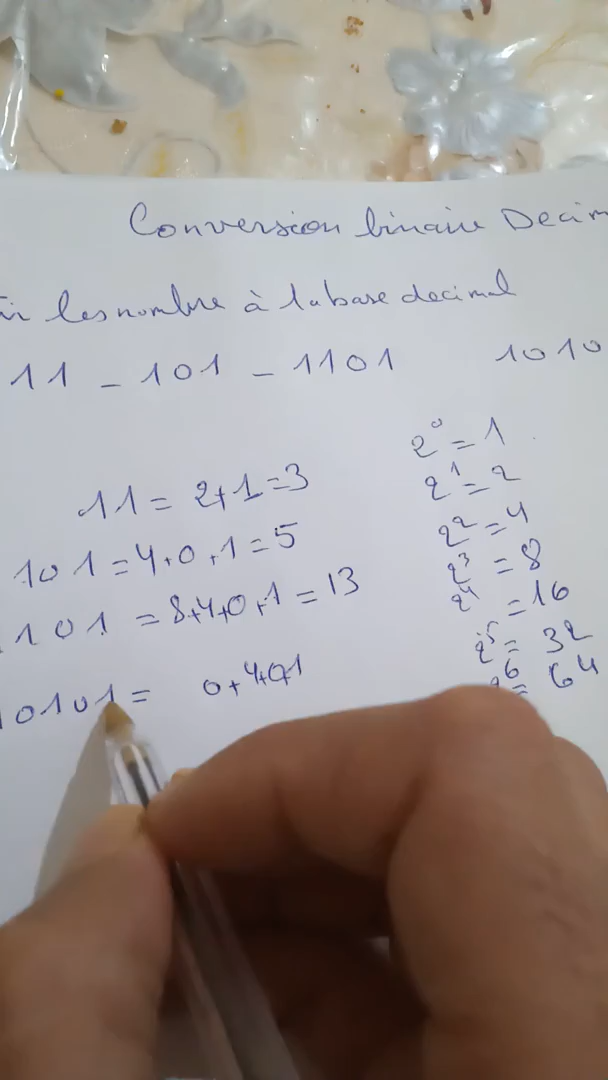 Conversion binaire Decim
les nombre à la base decimal
11 - 101 - 1101 1010
2⁰ = 1
2¹ = 2
11 = 2+1=3
2² = 4
101 = 4+0+1=5
2³ = 8
2⁴ = 16
101 = 8+4+0+1 = 13
2⁵ = 32
6 = 64
10101 = 0+4+0+1